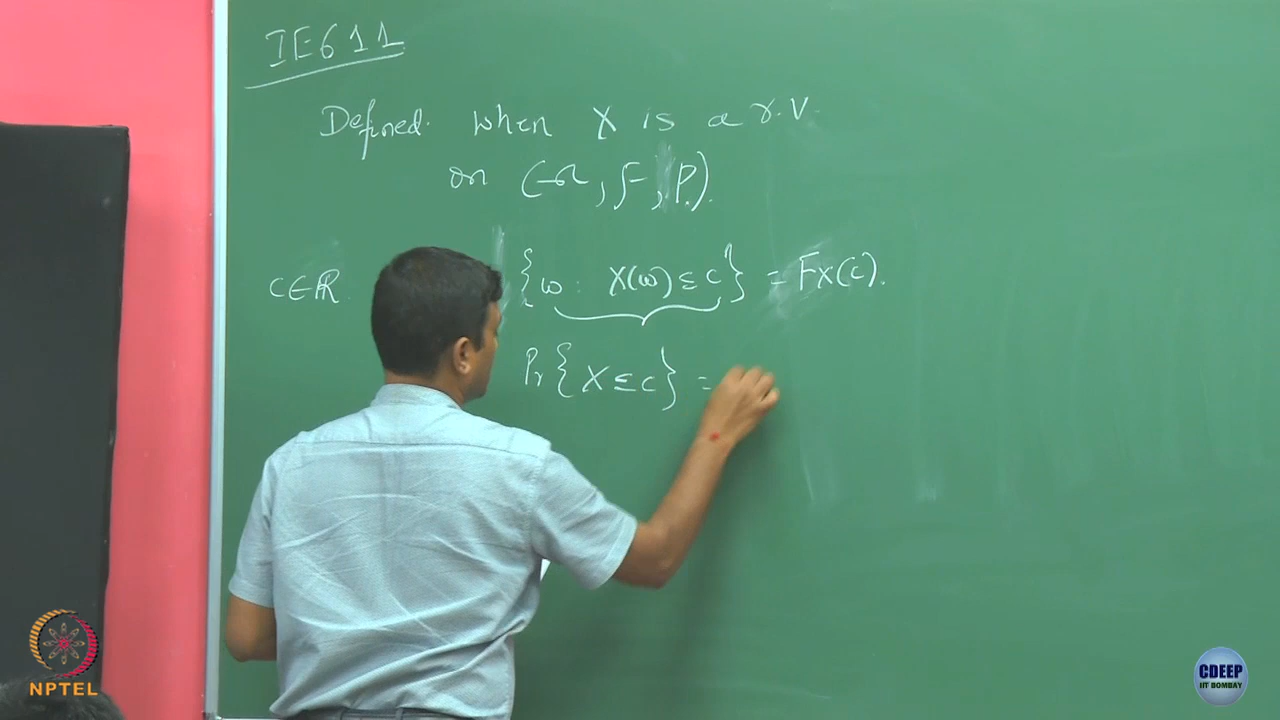 IE611
Defined when X is a r.V.
on (Ω, F, P).
C∈ℝ. {ω: X(ω) ≤ c} = FX(c).
Pr{X ≤ c} =
NPTEL
CDEEP
IIT BOMBAY